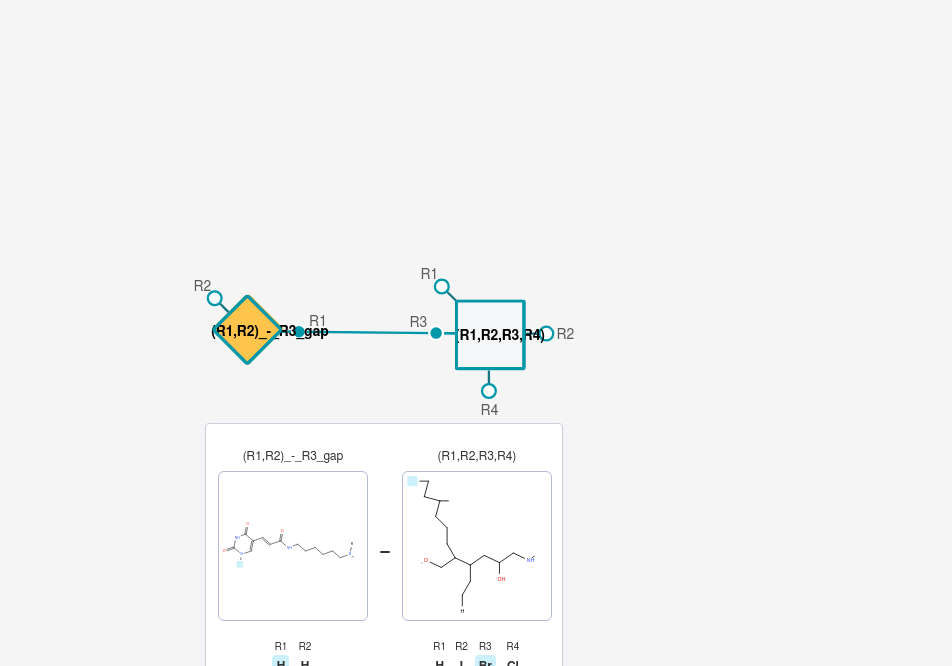 R1
R2
R1
R3
(R1,R2)_-_R3_gap
(R1,R2,R3,R4)
R2
R4
(R1,R2)_-_R3_gap (R1,R2,R3,R4)
–
OH
H
R1 R2 R1 R2 R3 R4
H H H I Br Cl